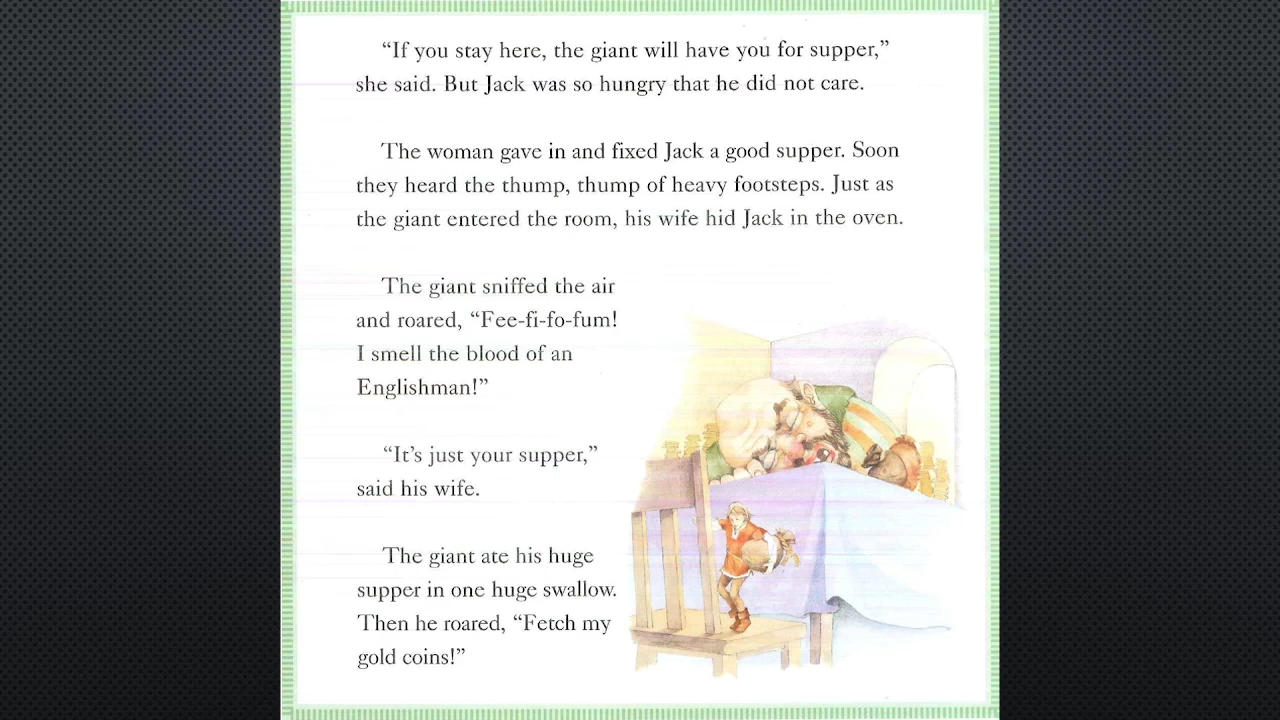 “If you stay here, the giant will have you for supper,”
she said. But Jack was so hungry that he did not care.
The woman gave in and fixed Jack a good supper. Soon
they heard the thump, thump of heavy footsteps. Just as
the giant entered the room, his wife hid Jack in the oven.
The giant sniffed the air
and roared, “Fee-fi-fo-fum!
I smell the blood of an
Englishman!”
“It’s just your supper,”
said his wife.
The giant ate his huge
supper in one huge swallow.
Then he roared, “Fetch my
gold coins!”